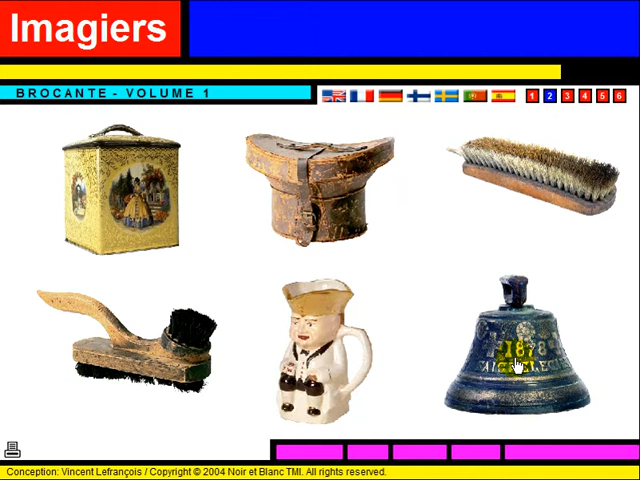 Imagiers
BROCANTE - VOLUME 1
1 2 3 4 5 6
1878
Conception: Vincent Lefrançois / Copyright © 2004 Noir et Blanc TMI. All rights reserved.